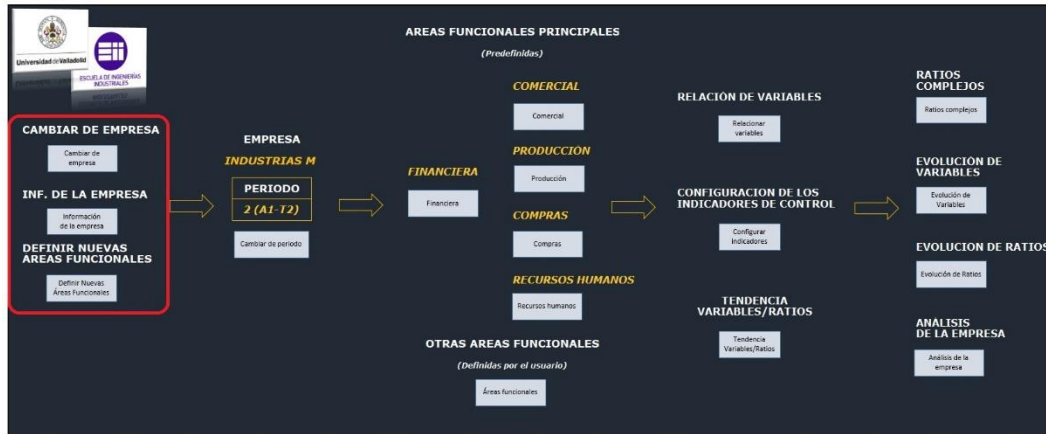 Universidad de Valladolid
ESCUELA DE INGENIERÍAS
INDUSTRIALES
CAMBIAR DE EMPRESA
Cambiar de
empresa
INF. DE LA EMPRESA
Información
de la empresa
DEFINIR NUEVAS
AREAS FUNCIONALES
Definir Nuevas
Áreas Funcionales
EMPRESA
INDUSTRIAS M
PERIODO
2 (A1-T2)
Cambiar de periodo
AREAS FUNCIONALES PRINCIPALES
(Predefinidas)
FINANCIERA
Financiera
COMERCIAL
Comercial
PRODUCCIÓN
Producción
COMPRAS
Compras
RECURSOS HUMANOS
Recursos humanos
OTRAS AREAS FUNCIONALES
(Definidas por el usuario)
Áreas funcionales
RELACIÓN DE VARIABLES
Relacionar
variables
CONFIGURACION DE LOS
INDICADORES DE CONTROL
Configurar
Indicadores
TENDENCIA
VARIABLES/RATIOS
Tendencia
Variables/Ratios
RATIOS
COMPLEJOS
Ratios complejos
EVOLUCIÓN DE
VARIABLES
Evolución de
Variables
EVOLUCION DE RATIOS
Evolución de Ratios
ANÁLISIS
DE LA EMPRESA
Análisis de la
empresa